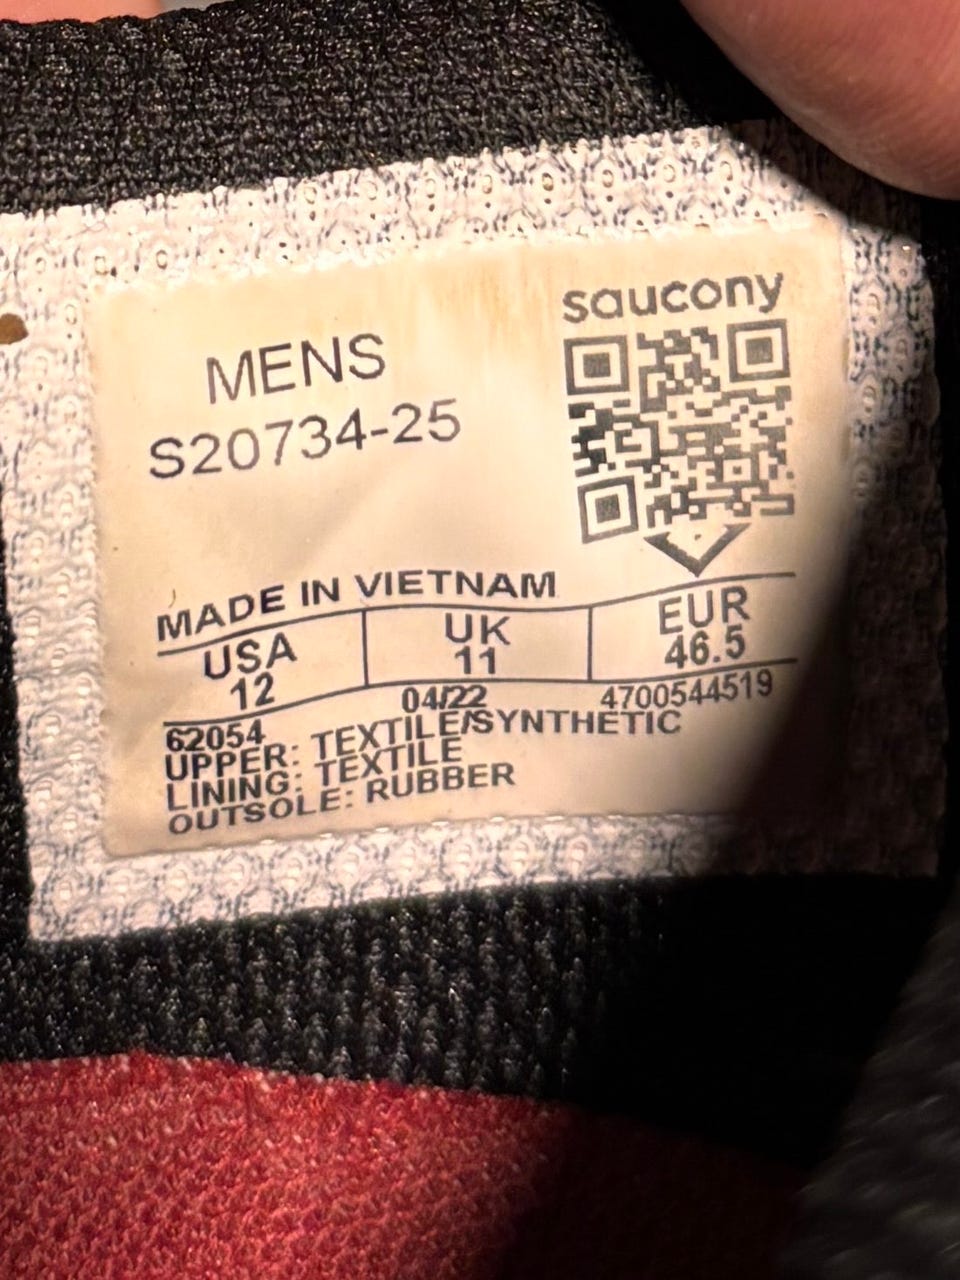 saucony
MENS
S20734-25
MADE IN VIETNAM
USA UK EUR
12 11 46.5
62054 04/22 4700544519
UPPER: TEXTILE/SYNTHETIC
LINING: TEXTILE
OUTSOLE: RUBBER